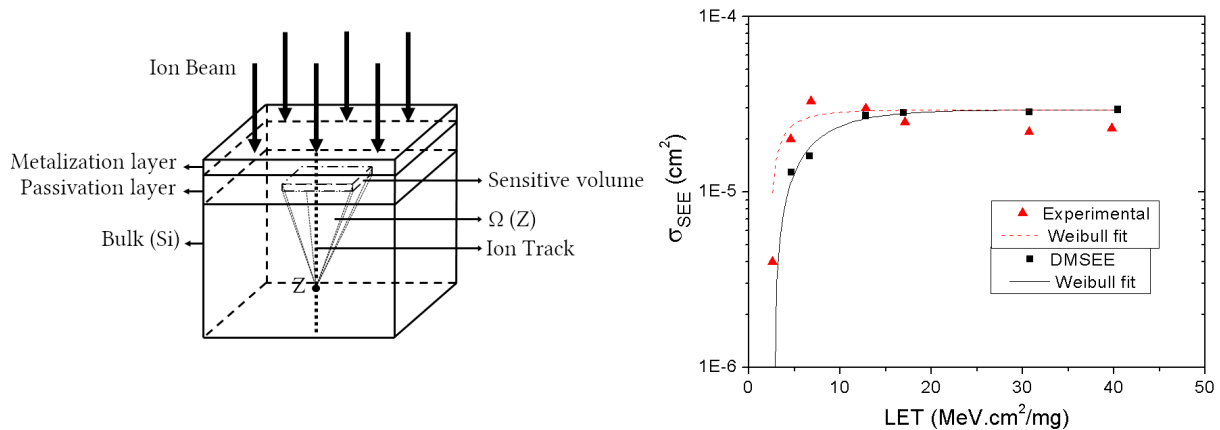 Ion Beam
Metalization layer
Passivation layer
Bulk (Si)
Sensitive volume
Ω (Z)
Ion Track
Z
1E-4
1E-5
1E-6
σSEE (cm²)
Experimental
Weibull fit
DMSEE
Weibull fit
0 10 20 30 40 50
LET (MeV.cm²/mg)